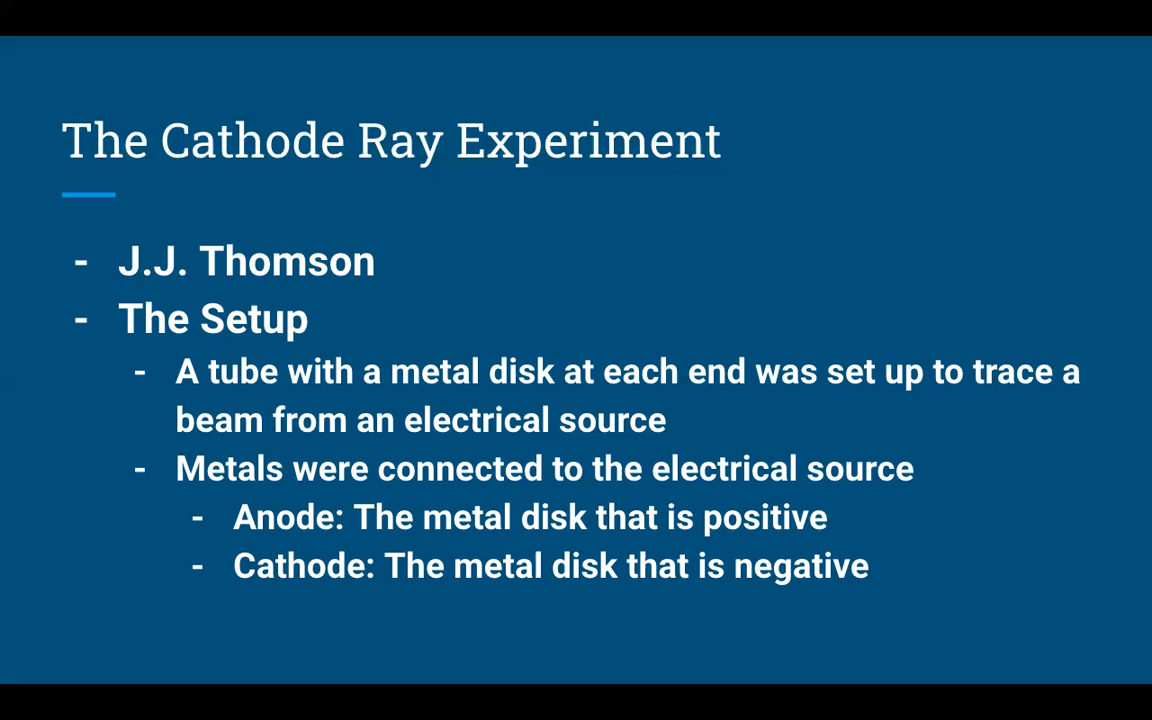 The Cathode Ray Experiment
- J.J. Thomson
- The Setup
- A tube with a metal disk at each end was set up to trace a
beam from an electrical source
- Metals were connected to the electrical source
- Anode: The metal disk that is positive
- Cathode: The metal disk that is negative